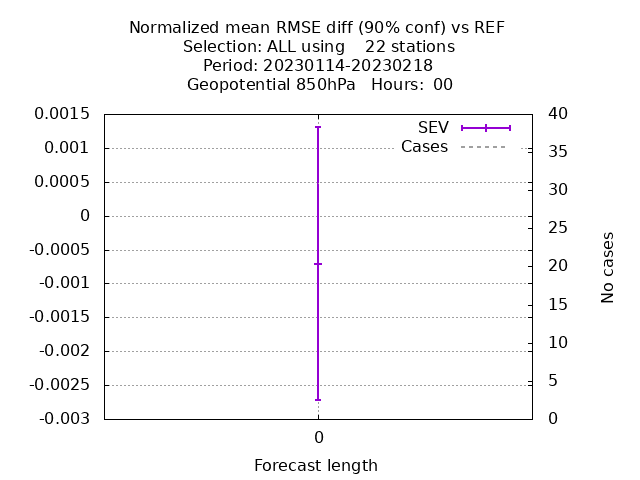 Normalized mean RMSE diff (90% conf) vs REF
Selection: ALL using    22 stations
Period: 20230114-20230218
Geopotential 850hPa   Hours:  00
0.0015
0.001
0.0005
0
-0.0005
-0.001
-0.0015
-0.002
-0.0025
-0.003
SEV
Cases
40
35
30
25
20
15
10
5
0
No cases
0
Forecast length